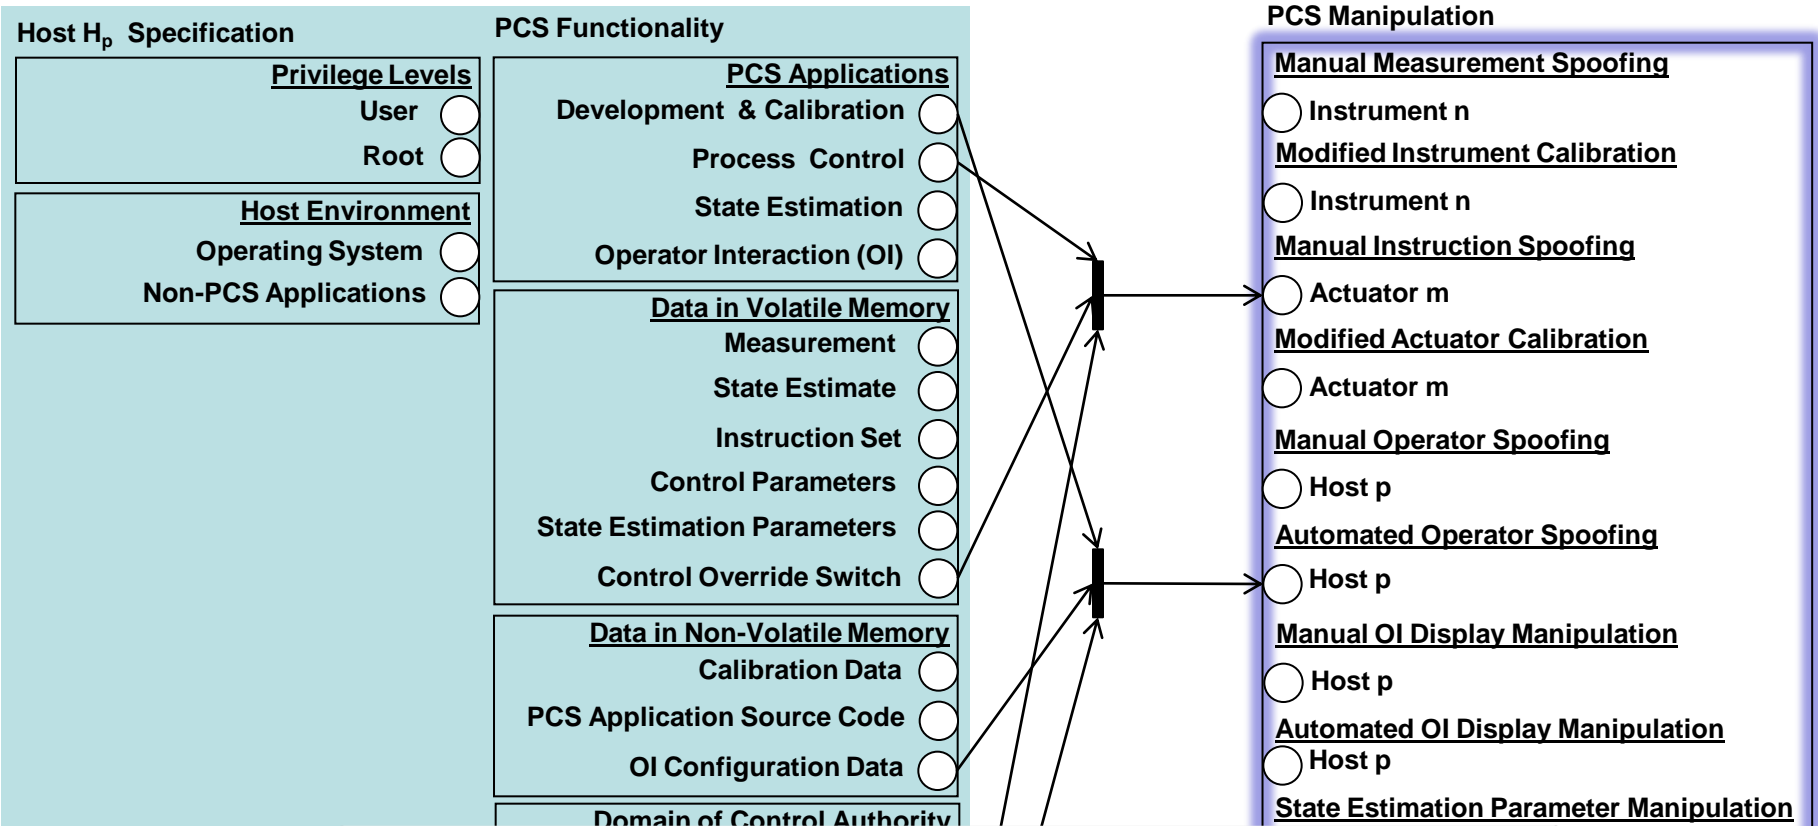 Host Hp Specification
Privilege Levels
User
Root
Host Environment
Operating System
Non-PCS Applications
PCS Functionality
PCS Applications
Development & Calibration
Process Control
State Estimation
Operator Interaction (OI)
Data in Volatile Memory
Measurement
State Estimate
Instruction Set
Control Parameters
State Estimation Parameters
Control Override Switch
Data in Non-Volatile Memory
Calibration Data
PCS Application Source Code
OI Configuration Data
Domain of Control Authority
PCS Manipulation
Manual Measurement Spoofing
Instrument n
Modified Instrument Calibration
Instrument n
Manual Instruction Spoofing
Actuator m
Modified Actuator Calibration
Actuator m
Manual Operator Spoofing
Host p
Automated Operator Spoofing
Host p
Manual OI Display Manipulation
Host p
Automated OI Display Manipulation
Host p
State Estimation Parameter Manipulation